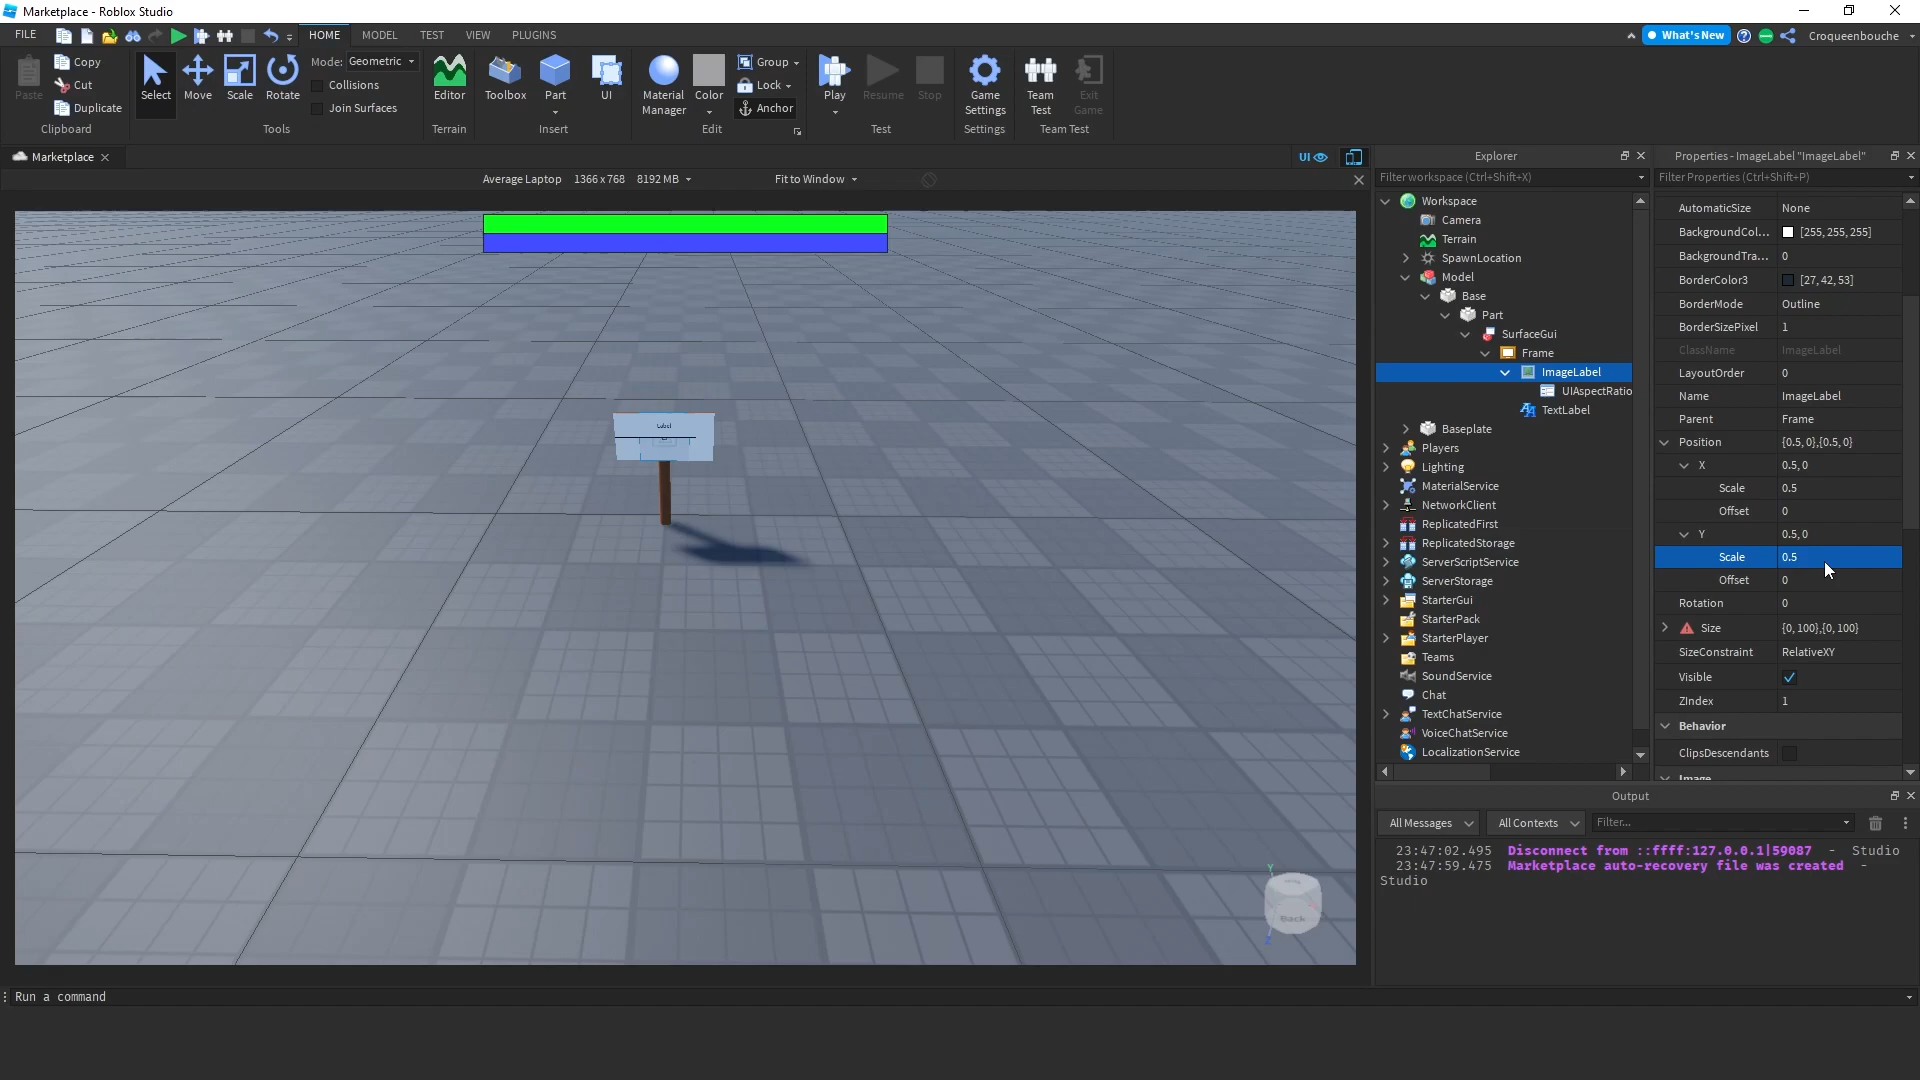 Marketplace - Roblox Studio
FILE HOME MODEL TEST VIEW PLUGINS What's New Croqueenbouche
Paste Copy Cut Duplicate
Select Move Scale Rotate Mode: Geometric Collisions Join Surfaces
Editor Toolbox Part UI Material Manager Color Group Lock Anchor
Play Resume Stop Game Settings Team Test Exit Game
Clipboard Tools Terrain Insert Edit Test Settings Team Test
Marketplace UI
Average Laptop 1366x768 8192 MB Fit to Window
Label
Back
Explorer
Filter workspace (Ctrl+Shift+X)
Workspace
Camera
Terrain
SpawnLocation
Model
Base
Part
SurfaceGui
Frame
ImageLabel
UIAspectRatio
TextLabel
Baseplate
Players
Lighting
MaterialService
NetworkClient
ReplicatedFirst
ReplicatedStorage
ServerScriptService
ServerStorage
StarterGui
StarterPack
StarterPlayer
Teams
SoundService
Chat
TextChatService
VoiceChatService
LocalizationService
Properties - ImageLabel "ImageLabel"
Filter Properties (Ctrl+Shift+P)
AutomaticSize None
BackgroundCol... [255, 255, 255]
BackgroundTra... 0
BorderColor3 [27, 42, 53]
BorderMode Outline
BorderSizePixel 1
ClassName ImageLabel
LayoutOrder 0
Name ImageLabel
Parent Frame
Position {0.5, 0},{0.5, 0}
X 0.5, 0
Scale 0.5
Offset 0
Y 0.5, 0
Scale 0.5
Offset 0
Rotation 0
Size {0, 100},{0, 100}
SizeConstraint RelativeXY
Visible
ZIndex 1
Behavior
ClipsDescendants
Image
Output
All Messages All Contexts Filter...
23:47:02.495 Disconnect from ::ffff:127.0.0.1|59087 - Studio
23:47:59.475 Marketplace auto-recovery file was created -
Studio
Run a command